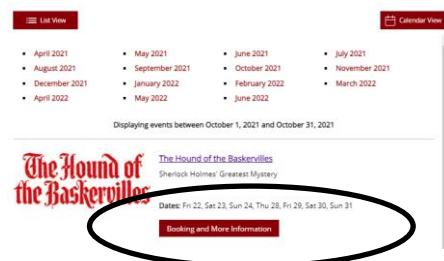 List View
Calendar View
April 2021
May 2021
June 2021
July 2021
August 2021
September 2021
October 2021
November 2021
December 2021
January 2022
February 2022
March 2022
April 2022
May 2022
June 2022
Displaying events between October 1, 2021 and October 31, 2021
The Hound of
the Baskervilles
The Hound of the Baskervilles
Sherlock Holmes' Greatest Mystery
Dates: Fri 22, Sat 23, Sun 24, Thu 28, Fri 29, Sat 30, Sun 31
Booking and More Information